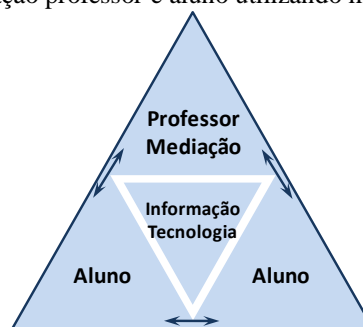 professor e aluno utilizando
Professor
Mediação
Informação
Tecnologia
Aluno
Aluno